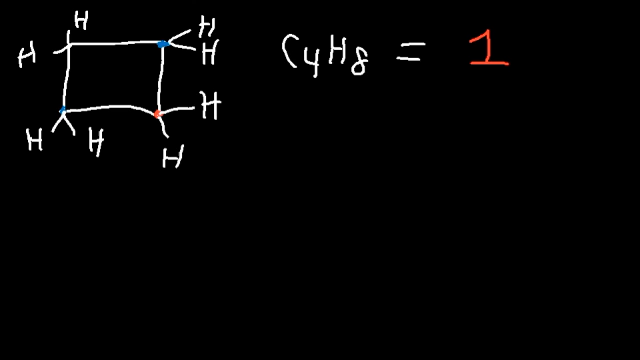 H H
H H C₄H₈ = 1
H
H H H